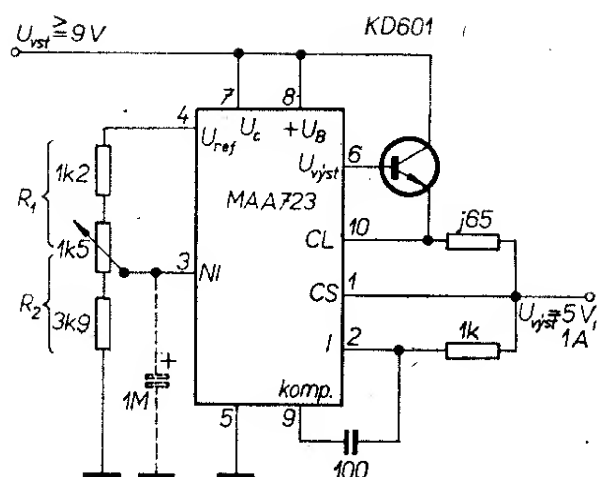 U_vst ≧ 9V
KD601
7
8
4
U_ref
U_c
+U_B
U_výst
6
1k2
R_1
MAA723
1k5
3
NI
CL
10
j65
CS
1
R_2
3k9
I
2
1k
U_výst = 5V,
1A
1M
+
komp.
5
9
100